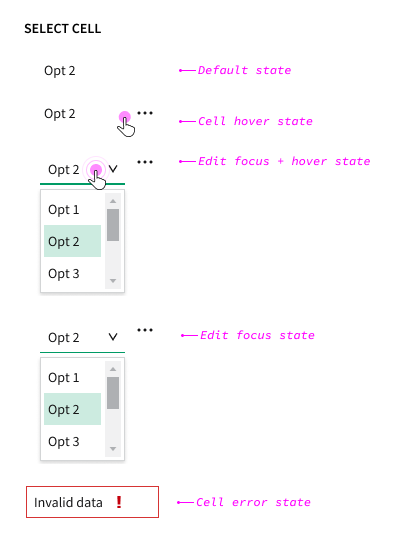 SELECT CELL
Opt 2
Default state
Opt 2
Cell hover state
Opt 2
Edit focus + hover state
Opt 1
Opt 2
Opt 3
Opt 2
Edit focus state
Opt 1
Opt 2
Opt 3
Invalid data !
Cell error state